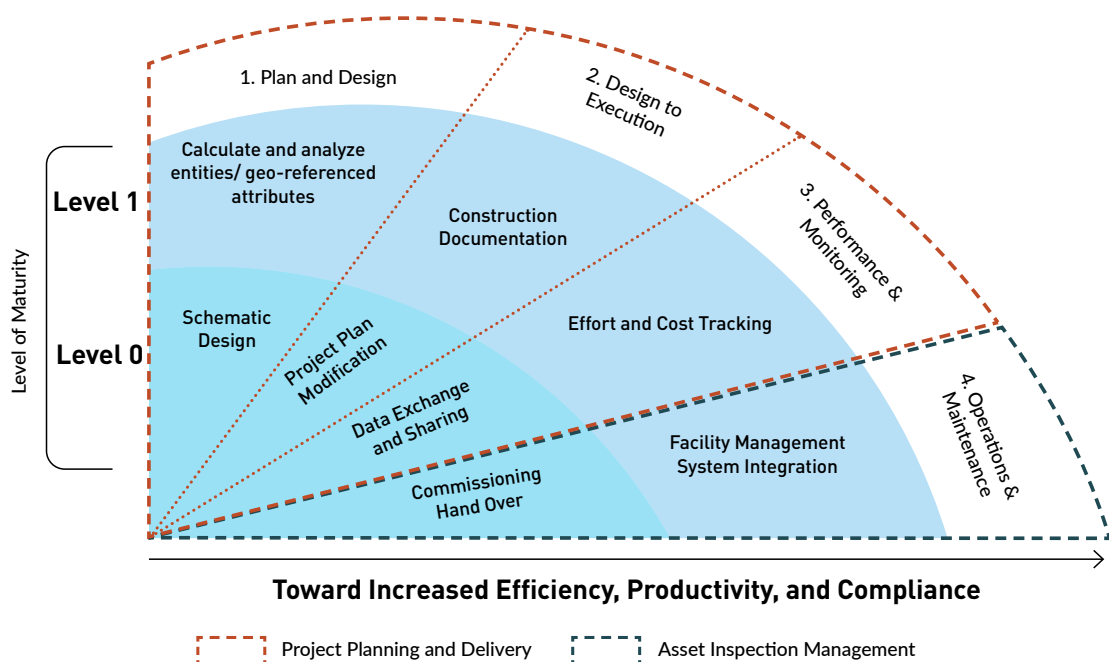 1. Plan and Design
2. Design to
Execution
3. Performance &
Monitoring
4. Operations &
Maintenance
Level of Maturity
Level 1
Level 0
Calculate and analyze
entities/ geo-referenced
attributes
Construction
Documentation
Effort and Cost Tracking
Facility Management
System Integration
Schematic
Design
Project Plan
Modification
Data Exchange
and Sharing
Commissioning
Hand Over
Toward Increased Efficiency, Productivity, and Compliance
Project Planning and Delivery
Asset Inspection Management